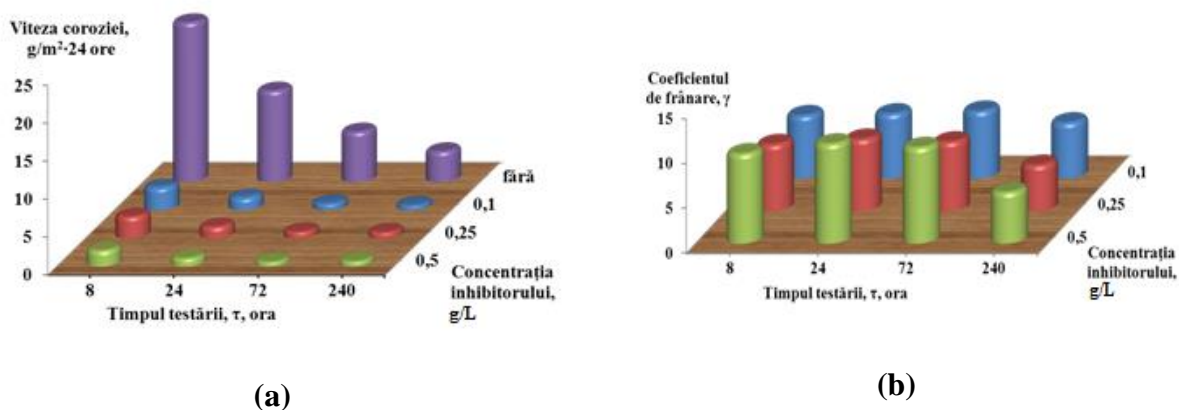 Viteza coroziei,
g/m²·24 ore
25
20
15
10
5
0
8
24
72
240
Timpul testării, τ, ora
fără
0,1
0,25
0,5
Concentrația
inhibitorului,
g/L
(a)
Coeficientul
de frânare, γ
15
10
5
0
8
24
72
240
Timpul testării, τ, ora
0,1
0,25
0,5
Concentrația
inhibitorului,
g/L
(b)